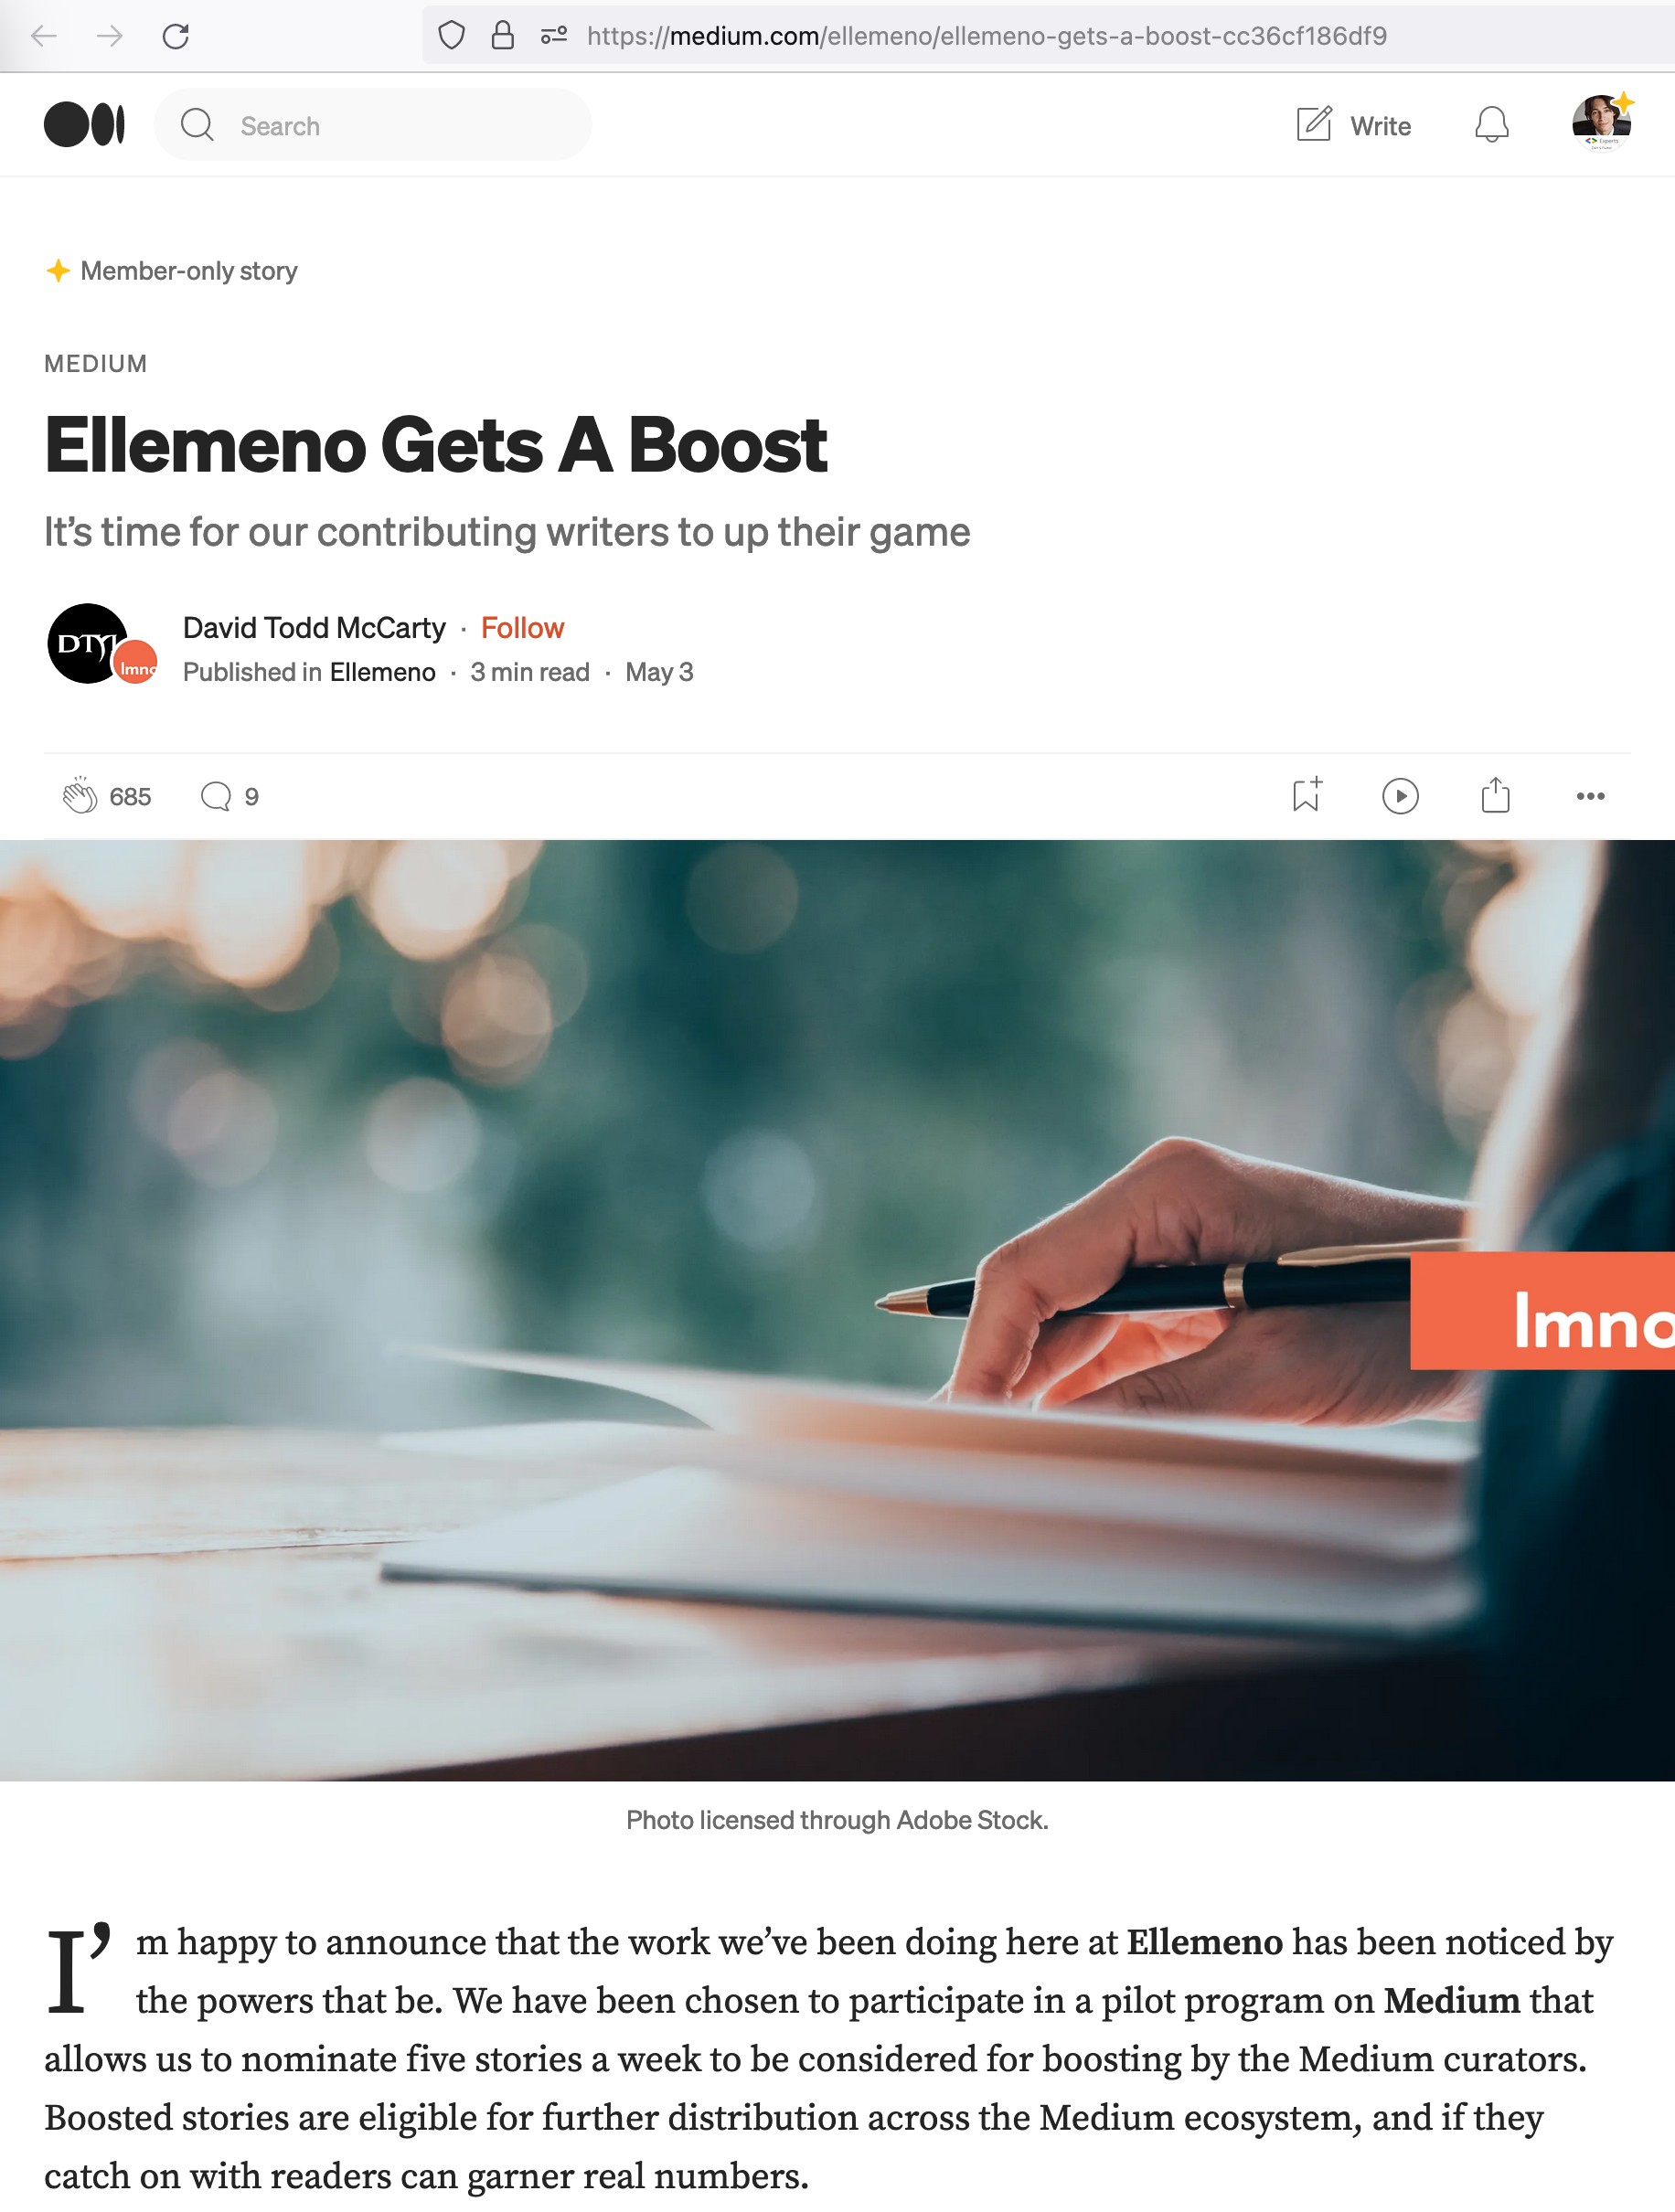 https://medium.com/ellemeno/ellemeno-gets-a-boost-cc36cf186df9
Search
Write
Member-only story
MEDIUM
Ellemeno Gets A Boost
It’s time for our contributing writers to up their game
DTM
lmno
David Todd McCarty · Follow
Published in Ellemeno · 3 min read · May 3
685
9
lmno
Photo licensed through Adobe Stock.
I’m happy to announce that the work we’ve been doing here at Ellemeno has been noticed by
the powers that be. We have been chosen to participate in a pilot program on Medium that
allows us to nominate five stories a week to be considered for boosting by the Medium curators.
Boosted stories are eligible for further distribution across the Medium ecosystem, and if they
catch on with readers can garner real numbers.